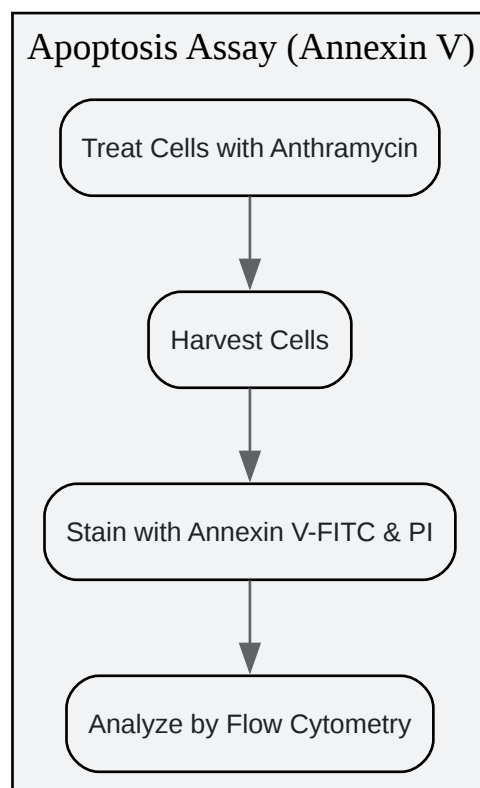 Apoptosis Assay (Annexin V)
Treat Cells with Anthramycin
Harvest Cells
Stain with Annexin V-FITC & PI
Analyze by Flow Cytometry